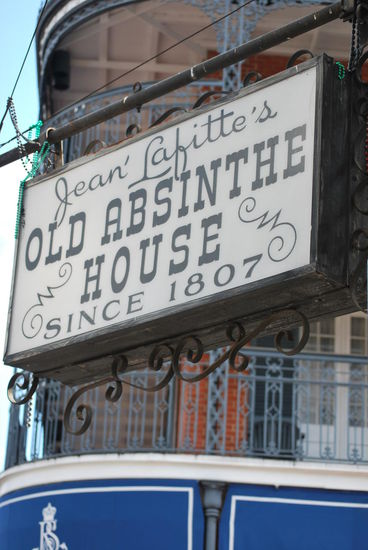 Jean Lafitte's
OLD ABSINTHE
HOUSE
SINCE 1807